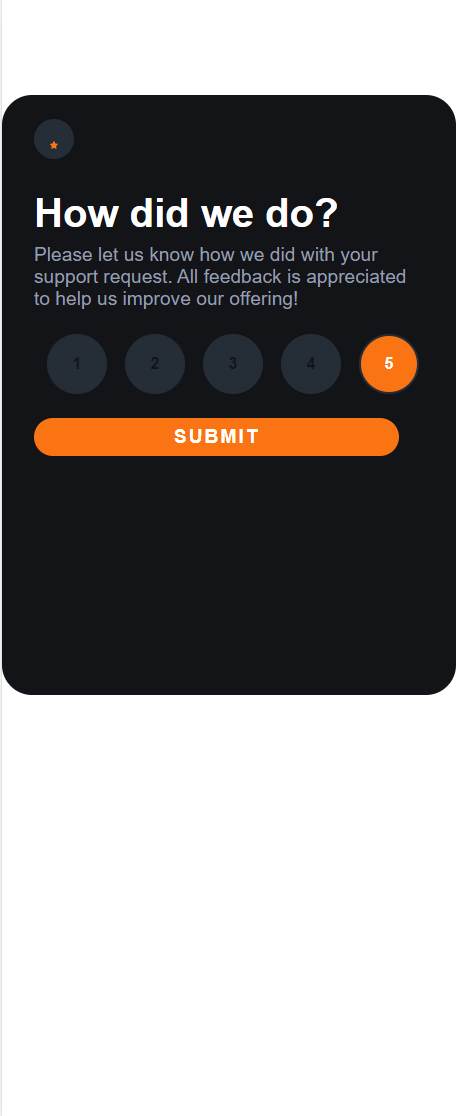 How did we do?
Please let us know how we did with your
support request. All feedback is appreciated
to help us improve our offering!
1 2 3 4 5
SUBMIT